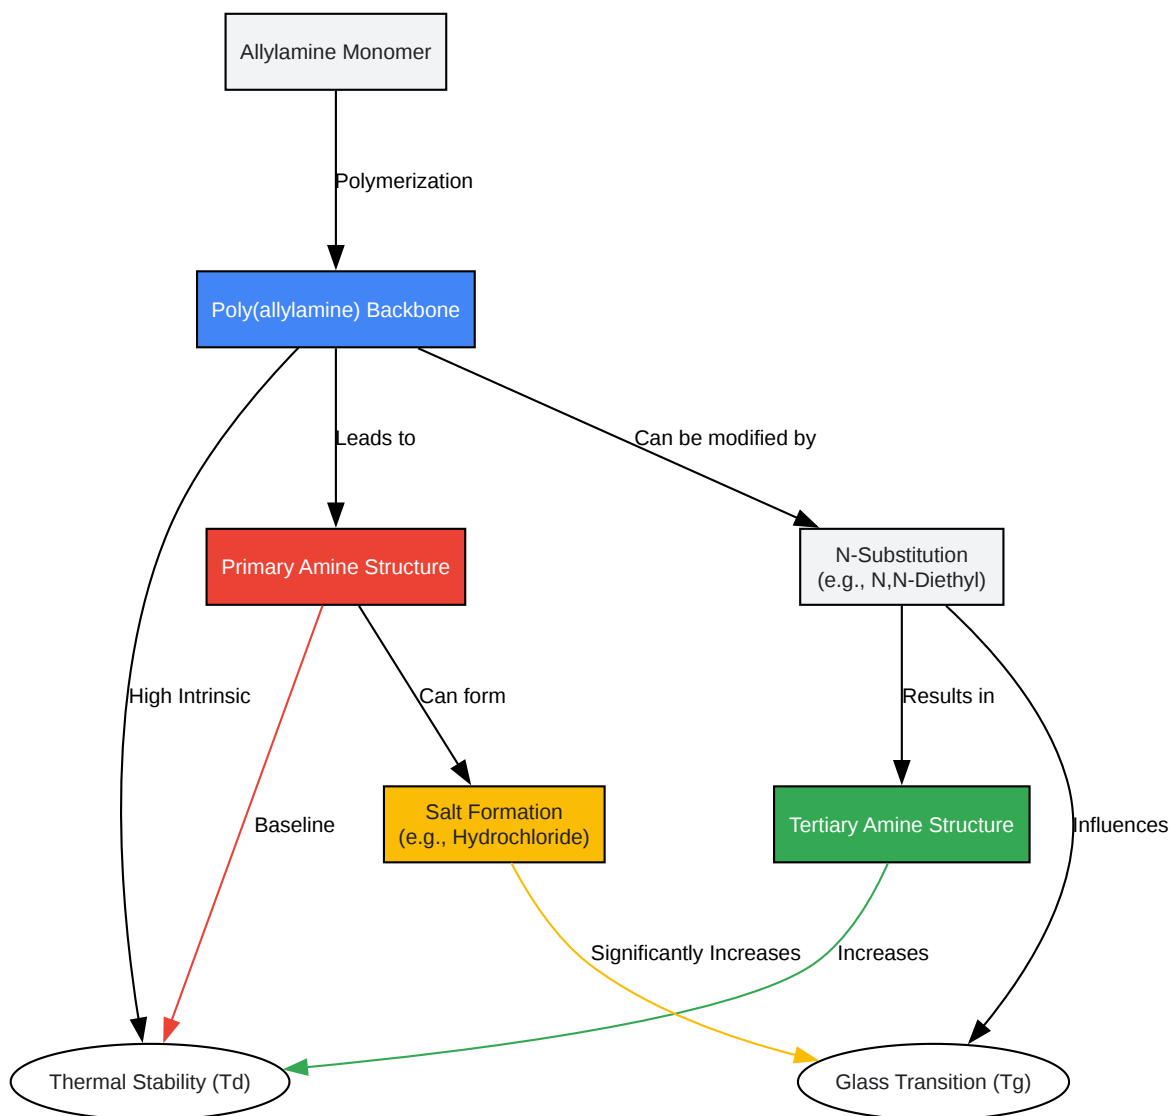 Allylamine Monomer
Polymerization
Poly(allylamine) Backbone
Leads to
Can be modified by
Primary Amine Structure
N-Substitution
(e.g., N,N-Diethyl)
High Intrinsic
Can form
Results in
Baseline
Salt Formation
(e.g., Hydrochloride)
Tertiary Amine Structure
Influences
Significantly Increases
Increases
Thermal Stability (Td)
Glass Transition (Tg)